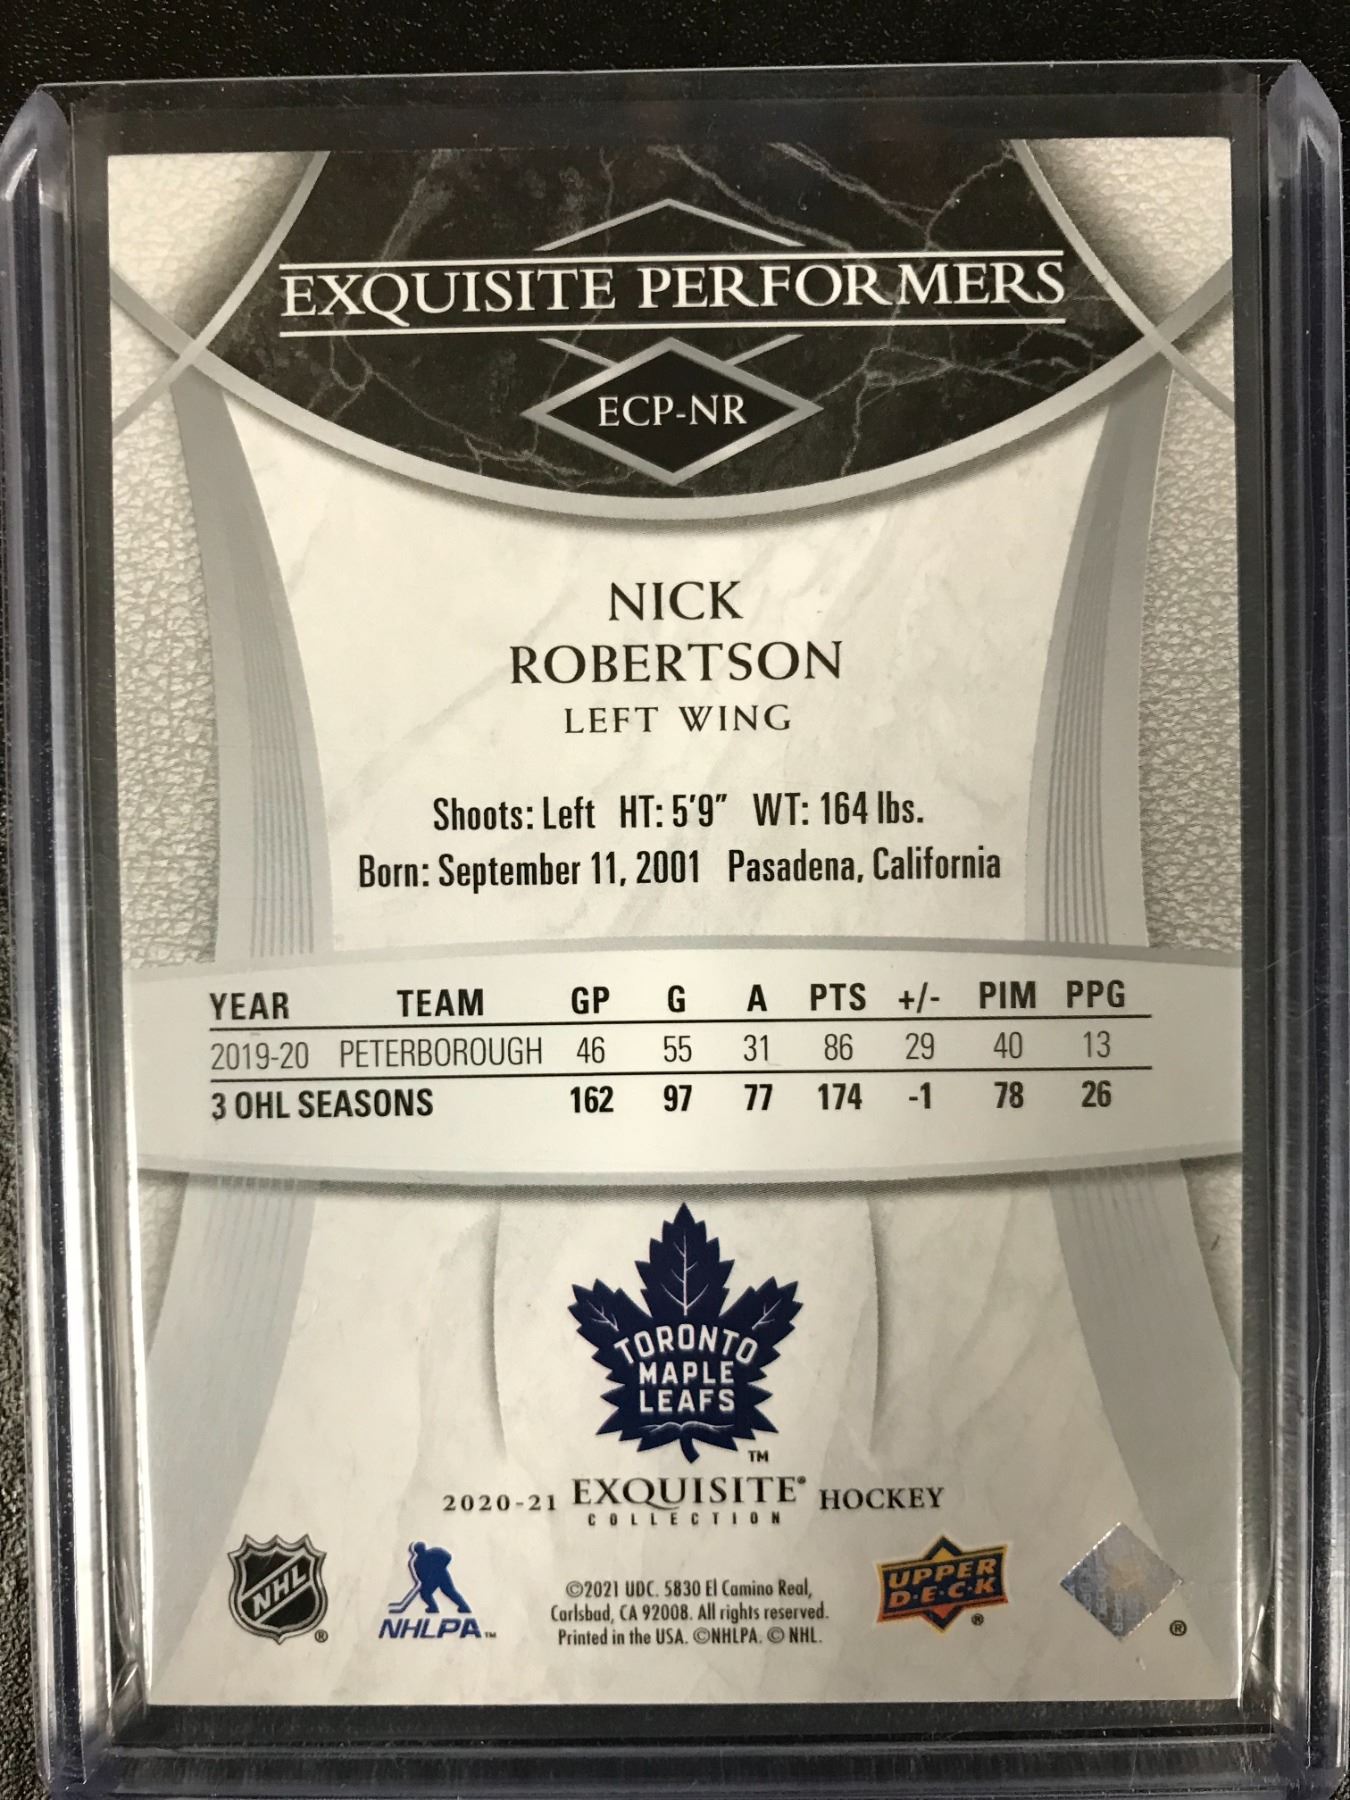 EXQUISITE PERFORMERS
ECP-NR
NICK
ROBERTSON
LEFT WING
Shoots: Left HT: 5'9" WT: 164 lbs.
Born: September 11, 2001 Pasadena, California
YEAR TEAM GP G A PTS +/- PIM PPG
2019-20 PETERBOROUGH 46 55 31 86 29 40 13
3 OHL SEASONS 162 97 77 174 -1 78 26
TORONTO
MAPLE
LEAFS
TM
2020-21 EXQUISITE® HOCKEY
COLLECTION
NHL ®
NHLPA™
©2021 UDC. 5830 El Camino Real,
Carlsbad, CA 92008. All rights reserved.
Printed in the USA. ©NHLPA. © NHL.
UPPER
D·E·C·K ®
®